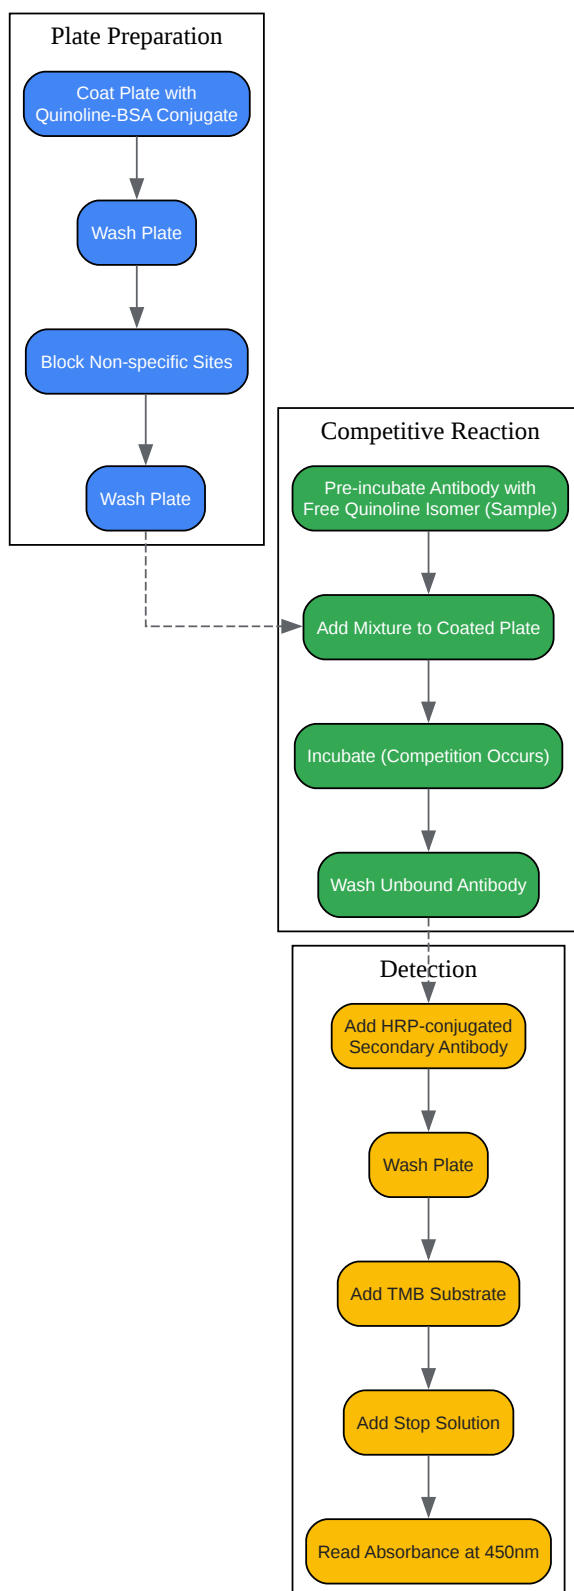 Plate Preparation
Coat Plate with
Quinoline-BSA Conjugate
Wash Plate
Block Non-specific Sites
Wash Plate
Competitive Reaction
Pre-incubate Antibody with
Free Quinoline Isomer (Sample)
Add Mixture to Coated Plate
Incubate (Competition Occurs)
Wash Unbound Antibody
Detection
Add HRP-conjugated
Secondary Antibody
Wash Plate
Add TMB Substrate
Add Stop Solution
Read Absorbance at 450nm